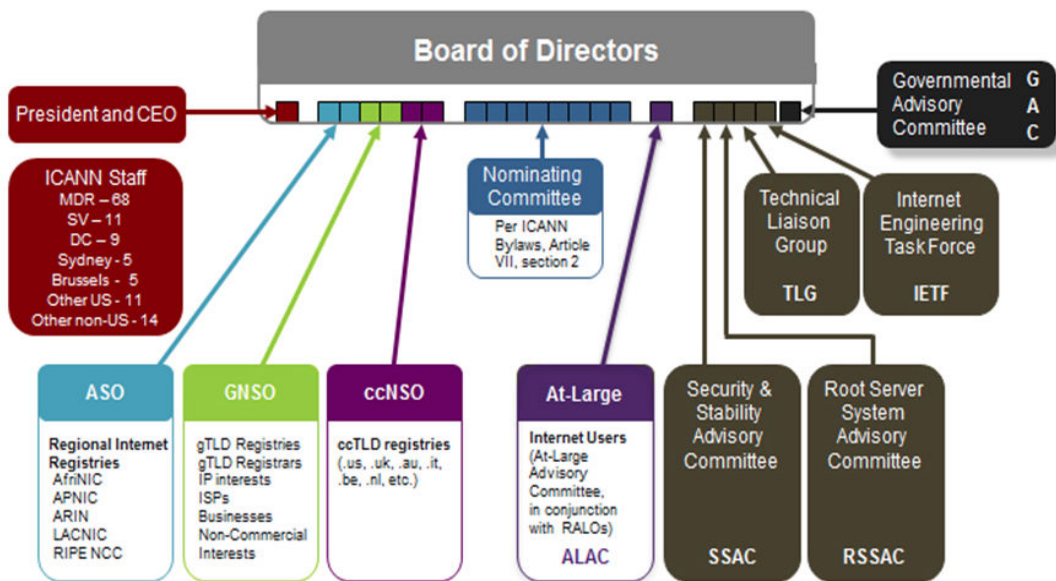 Board of Directors
President and CEO
Governmental G
Advisory A
Committee C
ICANN Staff
MDR – 68
SV – 11
DC – 9
Sydney - 5
Brussels - 5
Other US - 11
Other non-US - 14
Nominating
Committee
Per ICANN
Bylaws, Article
VII, section 2
Technical
Liaison
Group
TLG
Internet
Engineering
Task Force
IETF
ASO
Regional Internet
Registries
AfriNIC
APNIC
ARIN
LACNIC
RIPE NCC
GNSO
gTLD Registries
gTLD Registrars
IP interests
ISPs
Businesses
Non-Commercial
Interests
ccNSO
ccTLD registries
(.us, .uk, .au, .it,
.be, .nl, etc.)
At-Large
Internet Users
(At-Large
Advisory
Committee,
in conjunction
with RALOs)
ALAC
Security &
Stability
Advisory
Committee
SSAC
Root Server
System
Advisory
Committee
RSSAC